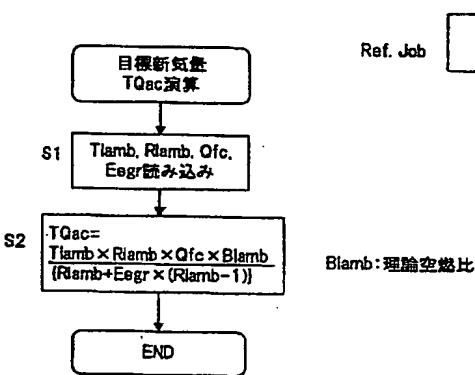 Ref. Job
目標新気量
TQac演算
S1
Tlamb, Rlamb, Qfc,
Eegr読み込み
S2
TQac=
Tlamb×Rlamb×Qfc×Blamb
{Rlamb+Eegr×(Rlamb-1)}
Blamb:理論空燃比
END